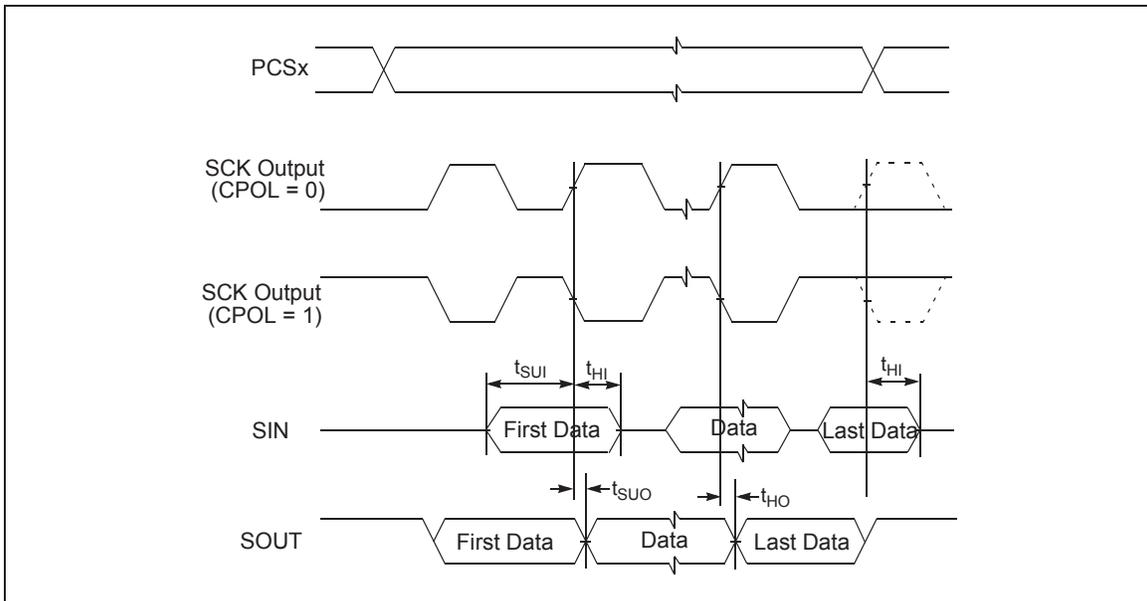 PCSx
SCK Output
(CPOL = 0)
SCK Output
(CPOL = 1)
tSUI
tHI
tHI
SIN
First Data
Data
Last Data
tSUO
tHO
SOUT
First Data
Data
Last Data